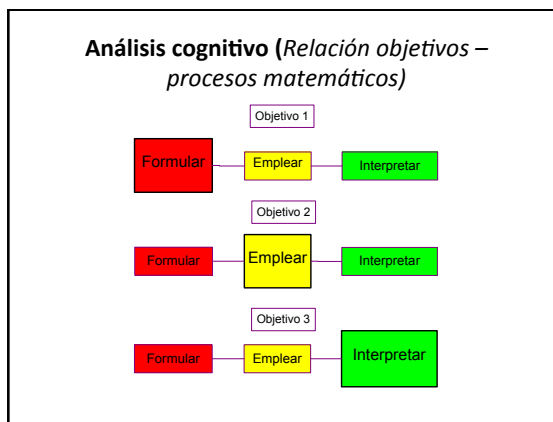 Análisis cognitivo (Relación objetivos –
procesos matemáticos)
Objetivo 1
Formular Emplear Interpretar
Objetivo 2
Formular Emplear Interpretar
Objetivo 3
Formular Emplear Interpretar